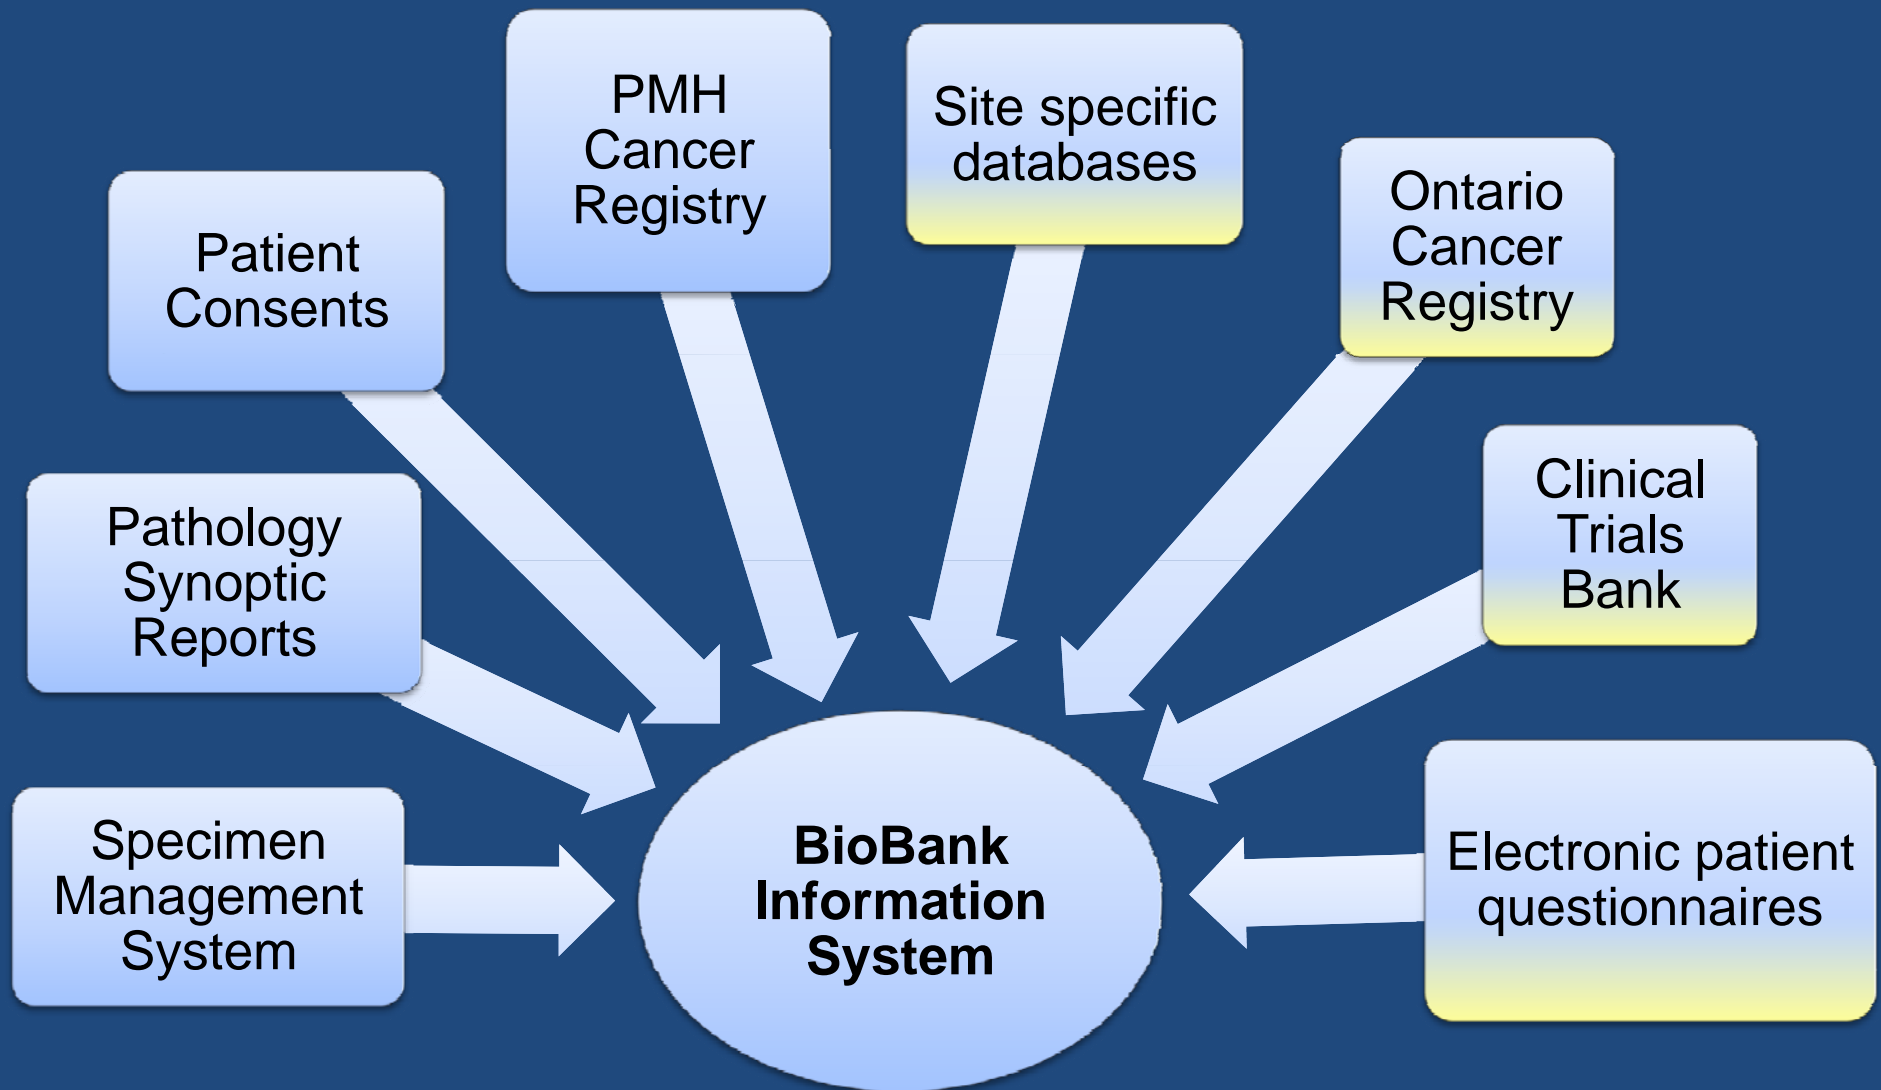 PMH
Cancer
Registry
Site specific
databases
Ontario
Cancer
Registry
Patient
Consents
Clinical
Trials
Bank
Pathology
Synoptic
Reports
Specimen
Management
System
BioBank
Information
System
Electronic patient
questionnaires